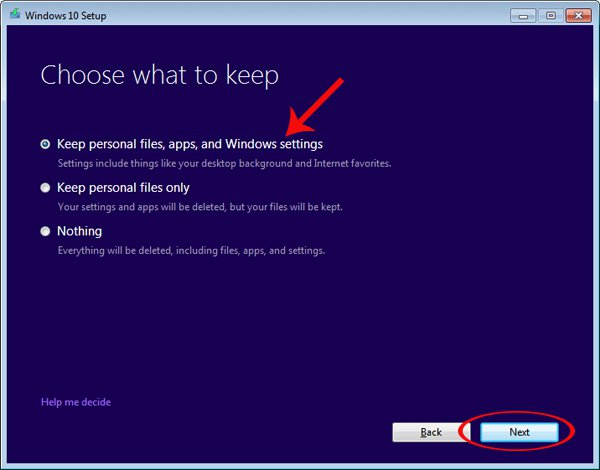 Windows 10 Setup
Choose what to keep
Keep personal files, apps, and Windows settings
Settings include things like your desktop background and Internet favorites.
Keep personal files only
Your settings and apps will be deleted, but your files will be kept.
Nothing
Everything will be deleted, including files, apps, and settings.
Help me decide
Back
Next